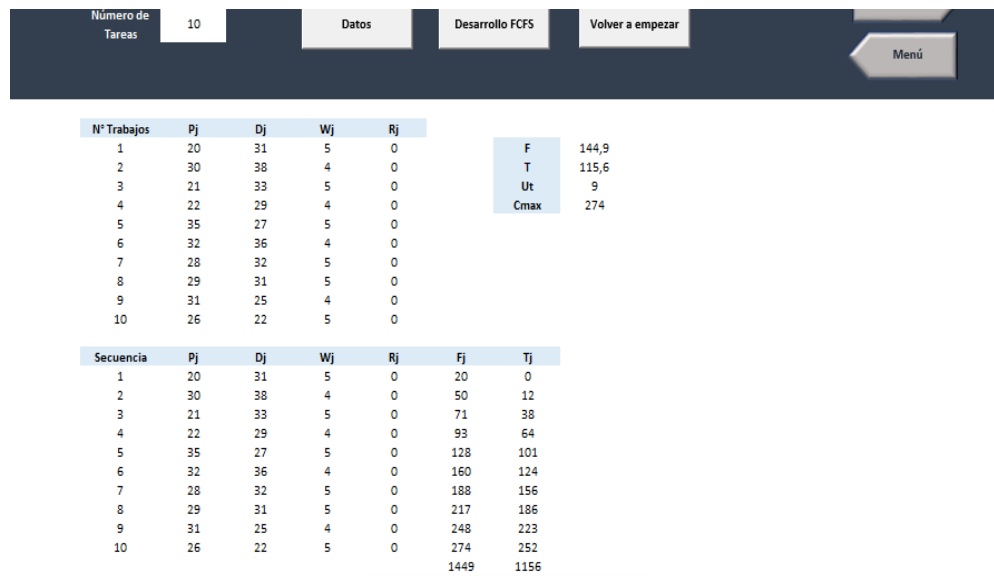 Número de Tareas
10
Datos
Desarrollo FCFS
Volver a empezar
Menú
N° Trabajos Pj Dj Wj Rj
1 20 31 5 0
2 30 38 4 0
3 21 33 5 0
4 22 29 4 0
5 35 27 5 0
6 32 36 4 0
7 28 32 5 0
8 29 31 5 0
9 31 25 4 0
10 26 22 5 0
F 144,9
T 115,6
Ut 9
Cmax 274
Secuencia Pj Dj Wj Rj Fj Tj
1 20 31 5 0 20 0
2 30 38 4 0 50 12
3 21 33 5 0 71 38
4 22 29 4 0 93 64
5 35 27 5 0 128 101
6 32 36 4 0 160 124
7 28 32 5 0 188 156
8 29 31 5 0 217 186
9 31 25 4 0 248 223
10 26 22 5 0 274 252
1449 1156